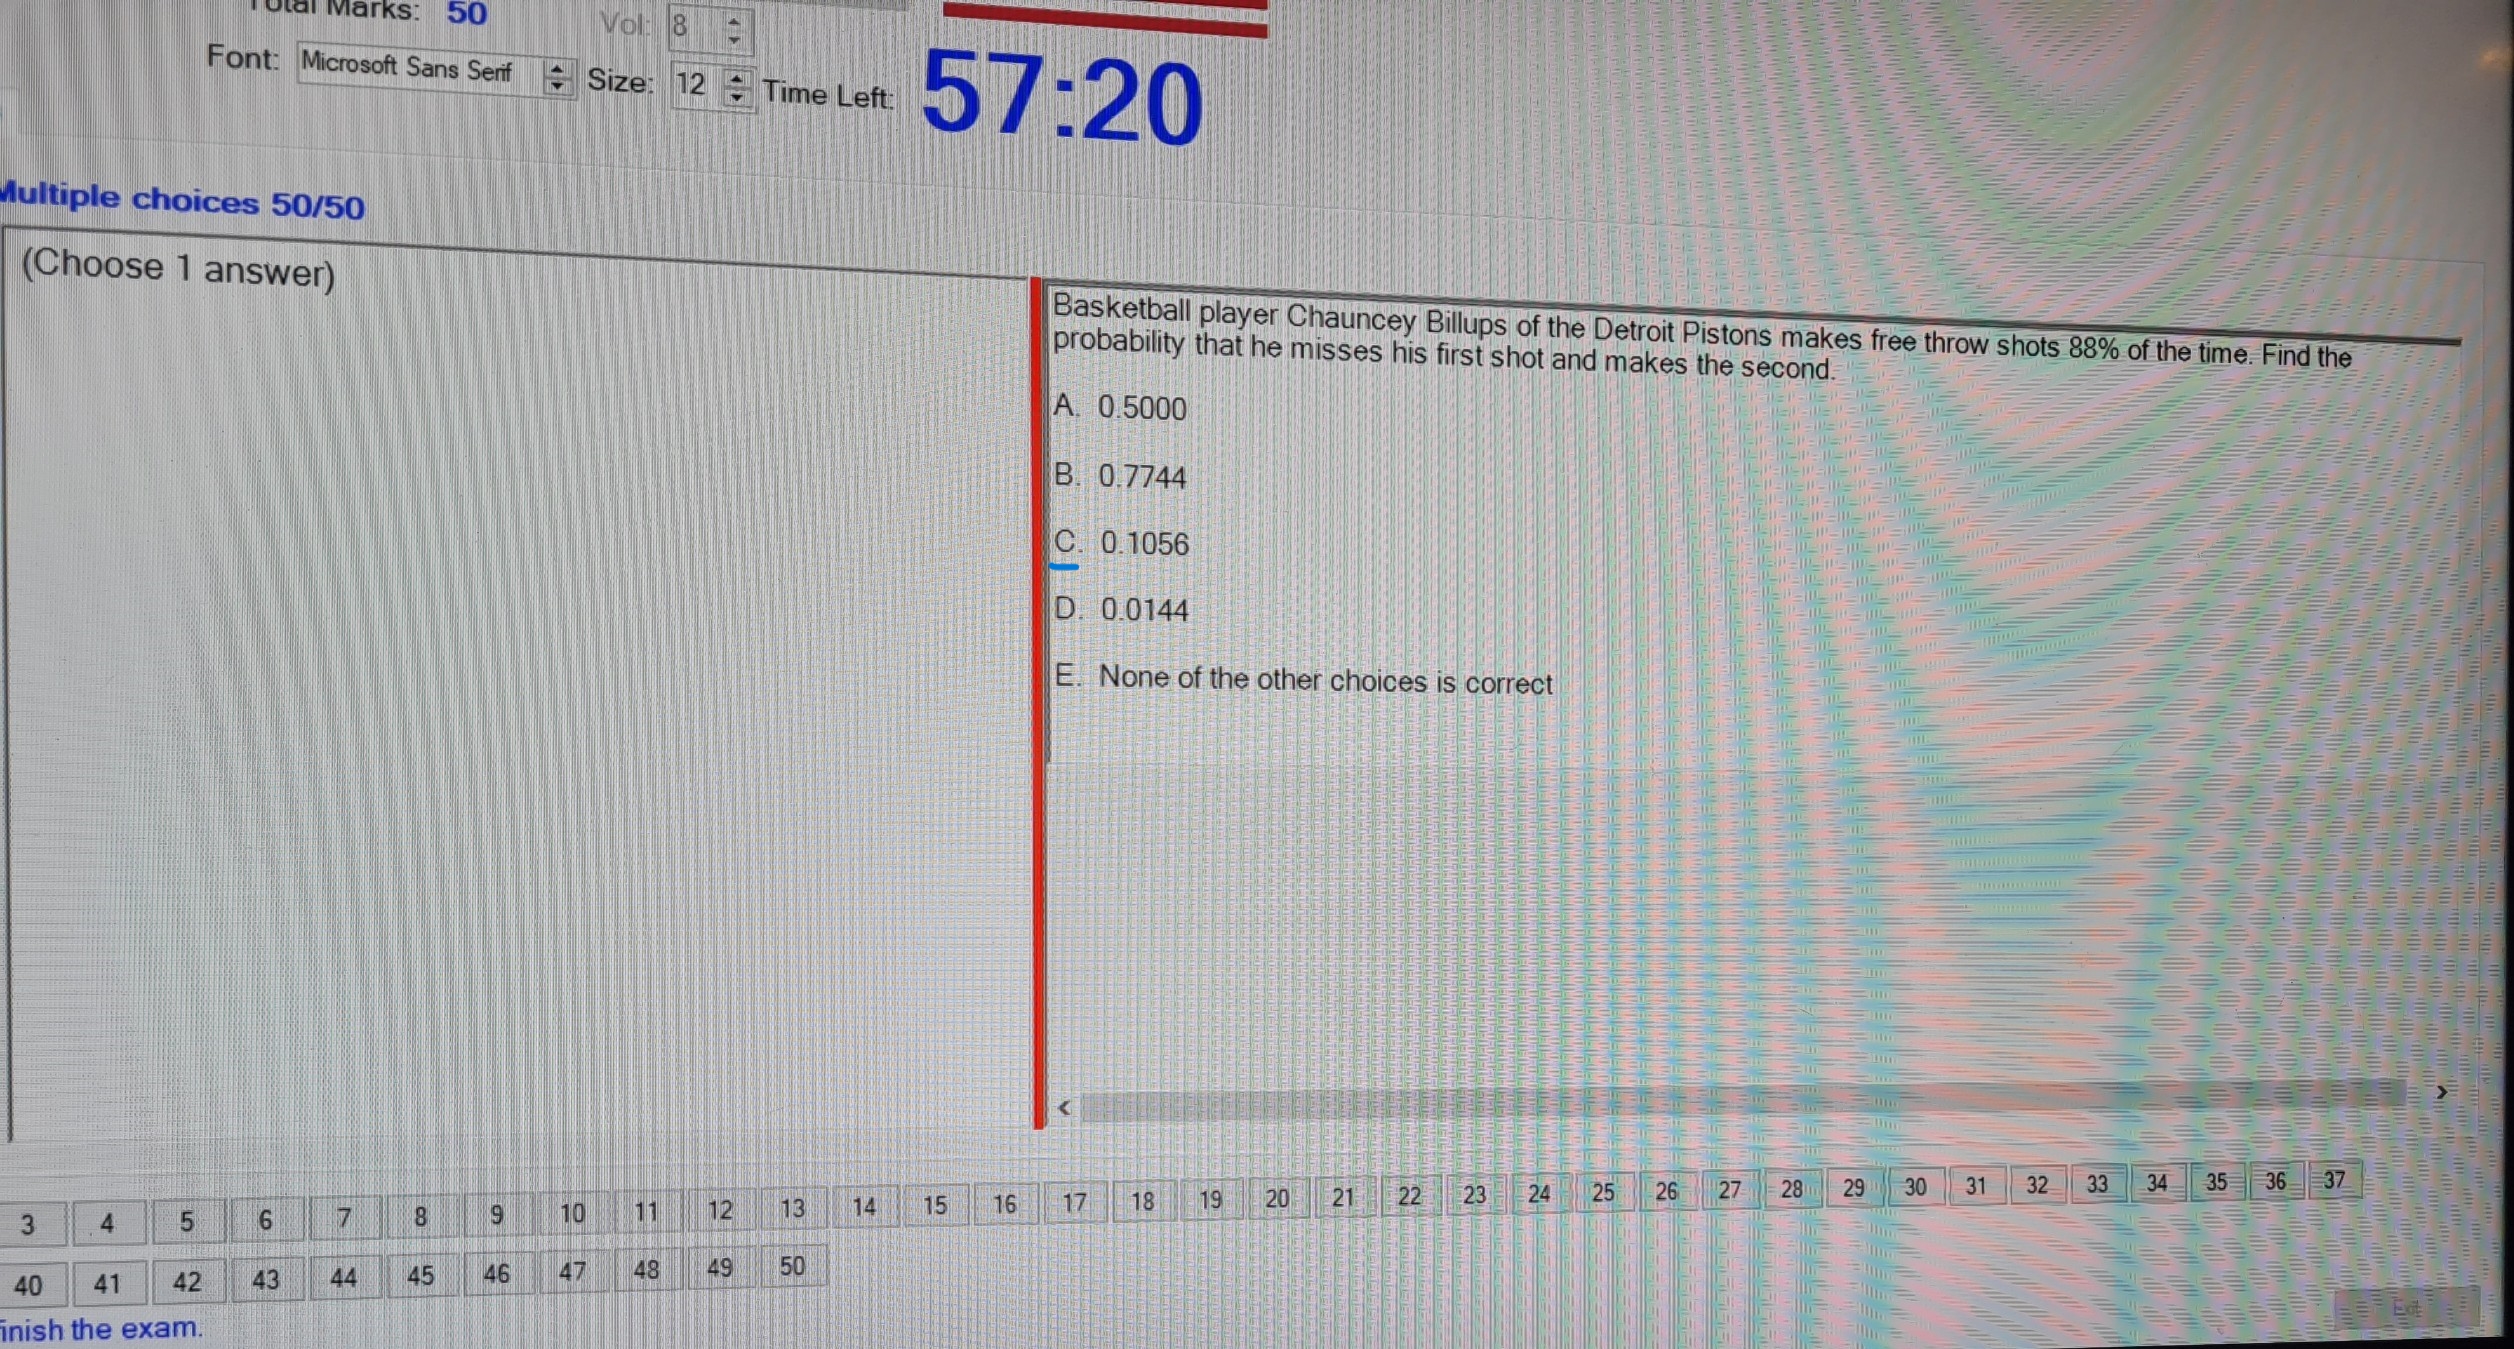 Total Marks: 50
Vol: 8
Font: Microsoft Sans Serif Size: 12 Time Left: 57:20
Multiple choices 50/50
(Choose 1 answer)
Basketball player Chauncey Billups of the Detroit Pistons makes free throw shots 88% of the time. Find the
probability that he misses his first shot and makes the second.
A. 0.5000
B. 0.7744
C. 0.1056
D. 0.0144
E. None of the other choices is correct
3 4 5 6 7 8 9 10 11 12 13 14 15 16 17 18 19 20 21 22 23 24 25 26 27 28 29 30 31 32 33 34 35 36 37
40 41 42 43 44 45 46 47 48 49 50
inish the exam.
Exit